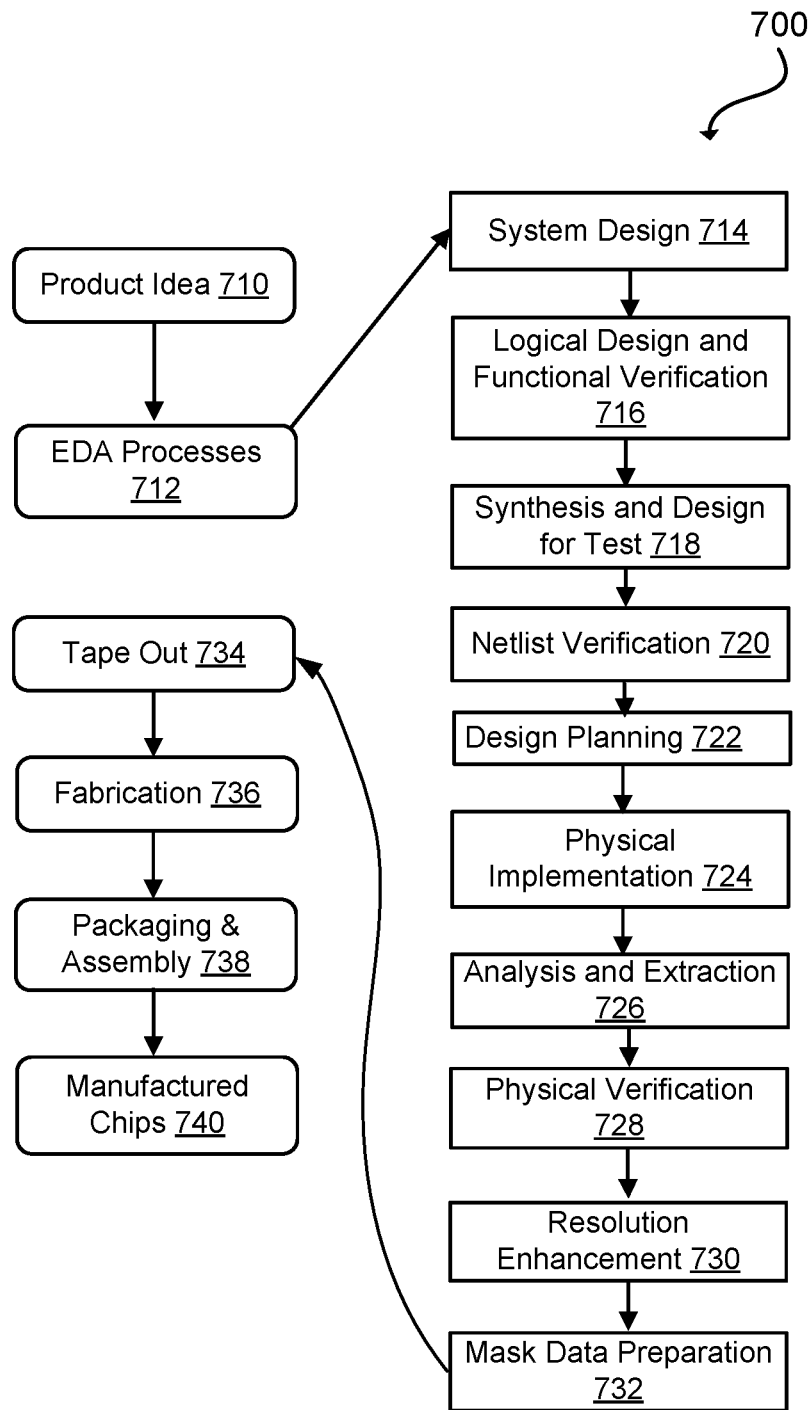 700
Product Idea 710
EDA Processes
712
System Design 714
Logical Design and
Functional Verification
716
Synthesis and Design
for Test 718
Netlist Verification 720
Design Planning 722
Physical
Implementation 724
Analysis and Extraction
726
Physical Verification
728
Resolution
Enhancement 730
Mask Data Preparation
732
Tape Out 734
Fabrication 736
Packaging &
Assembly 738
Manufactured
Chips 740